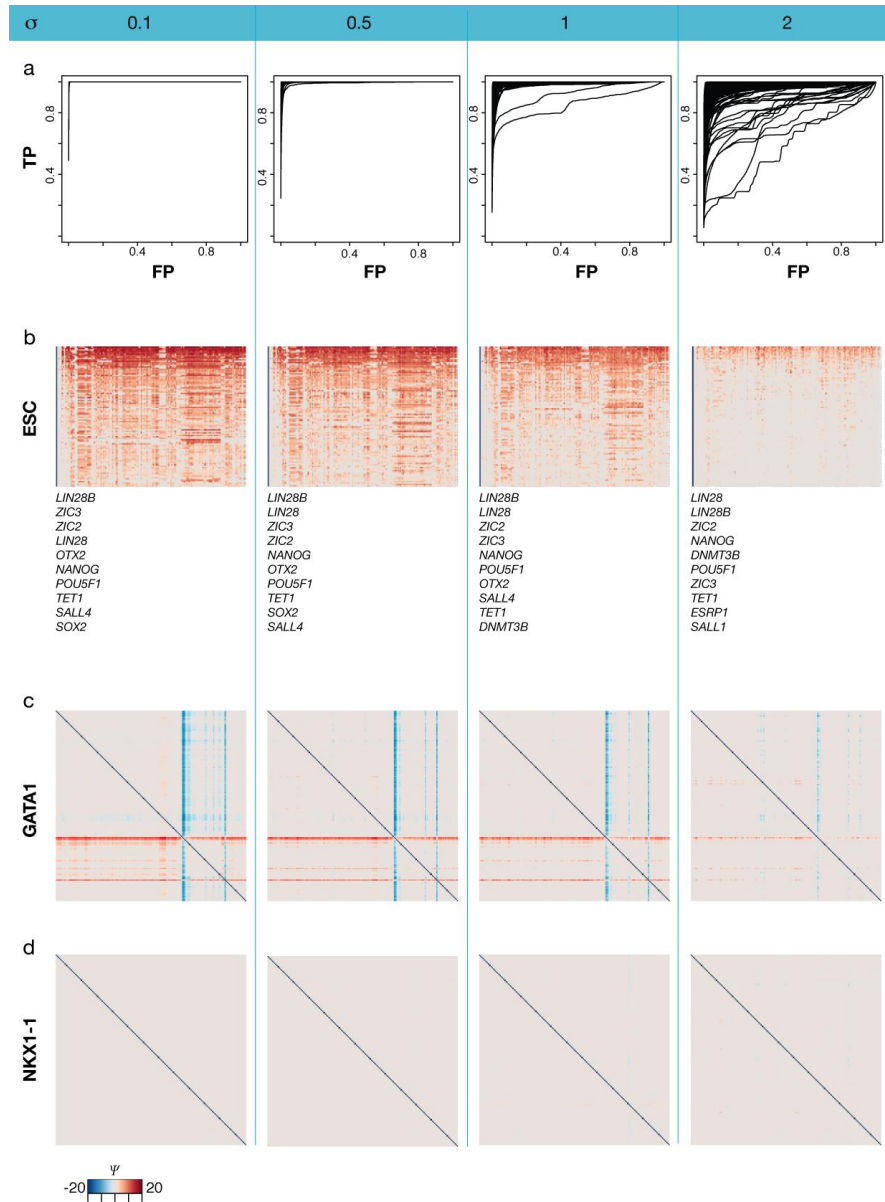 σ 0.1 0.5 1 2
a
TP
0.8 0.8 0.8 0.8
0.4 0.4 0.4 0.4
0.4 0.8 0.4 0.8 0.4 0.8 0.4 0.8
FP FP FP FP
b
ESC
LIN28B LIN28B LIN28B LIN28
ZIC3 LIN28 LIN28 LIN28B
ZIC2 ZIC3 ZIC2 ZIC2
LIN28 ZIC2 ZIC3 NANOG
OTX2 NANOG NANOG DNMT3B
NANOG OTX2 POU5F1 POU5F1
POU5F1 POU5F1 OTX2 ZIC3
TET1 TET1 SALL4 TET1
SALL4 SOX2 TET1 ESRP1
SOX2 SALL4 DNMT3B SALL1
c
GATA1
d
NKX1-1
Ψ
-20 20